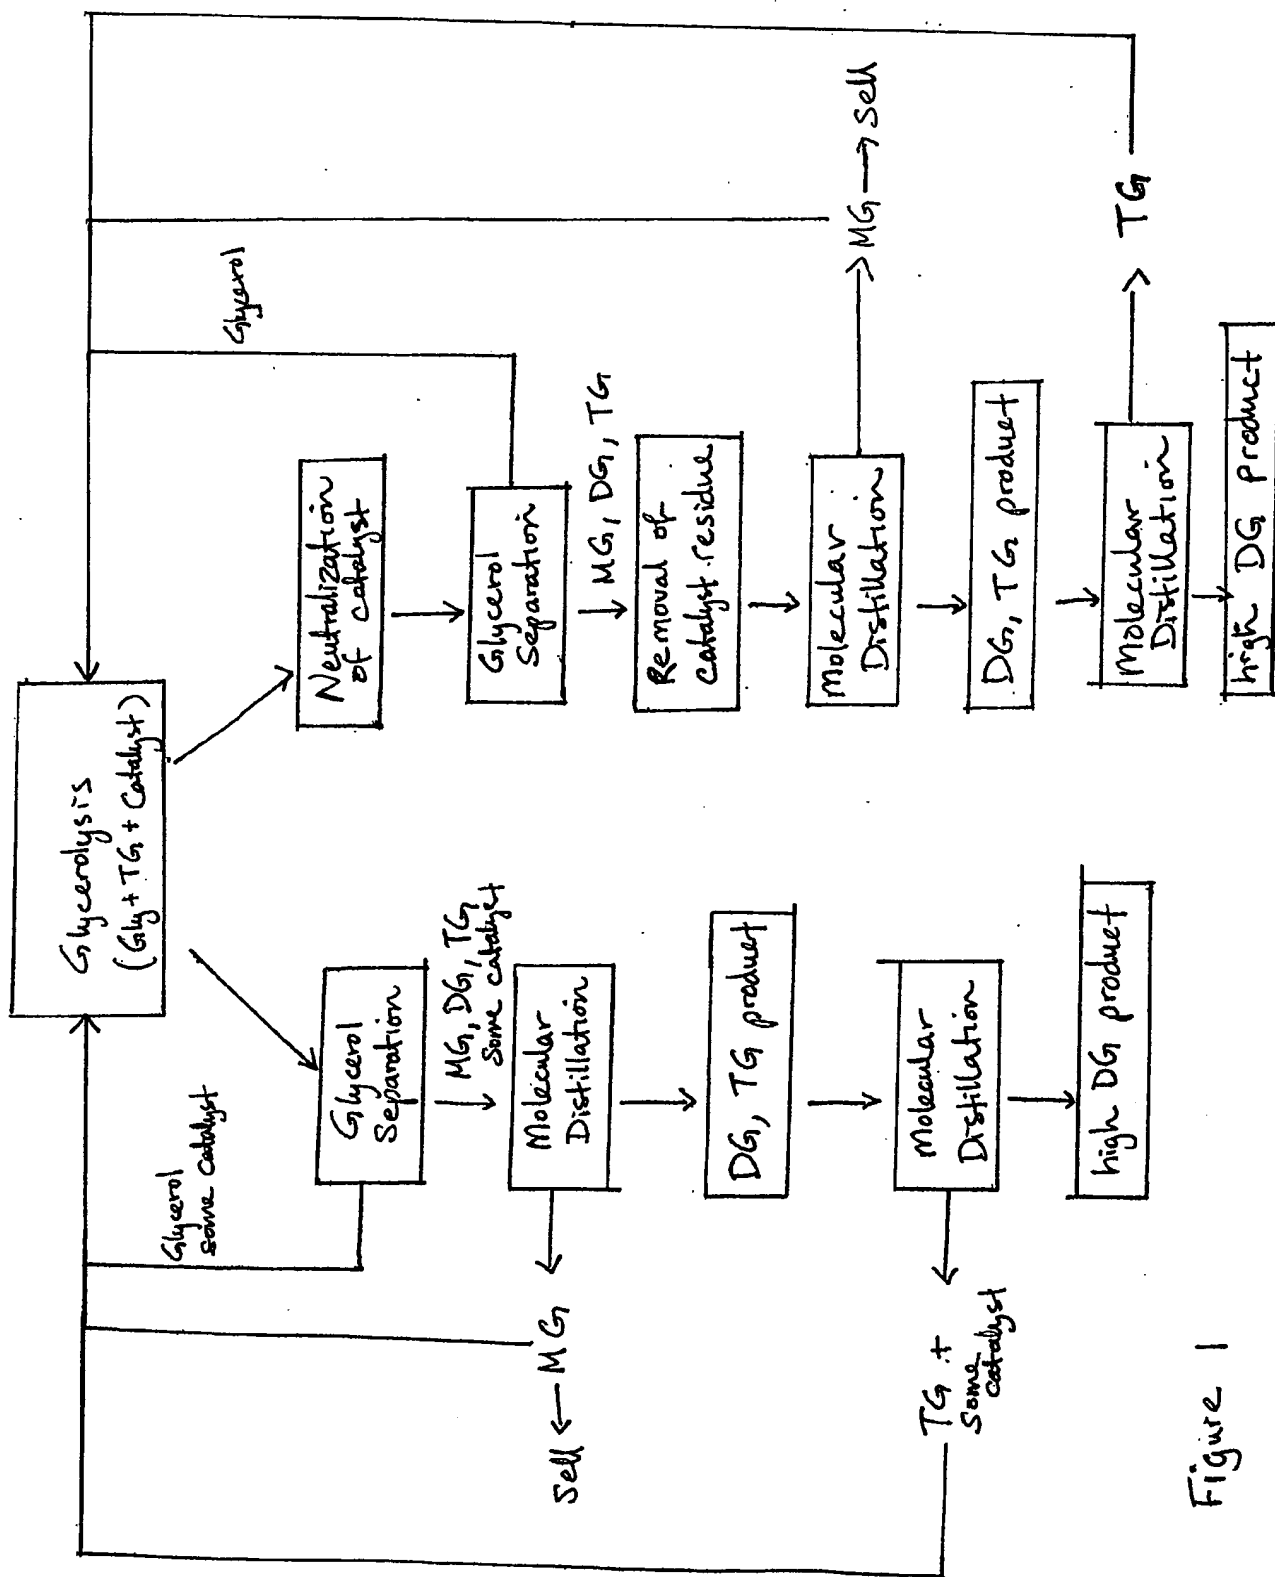 Glycerolysis
(Gly + TG + Catalyst)
Glycerol
some catalyst
Glycerol
Separation
MG, DG, TG
some catalyst
Molecular
Distillation
Sell ← MG
DG, TG product
Molecular
Distillation
TG +
some
catalyst
high DG product
Neutralization
of catalyst
Glycerol
Glycerol
Separation
MG, DG, TG
Removal of
catalyst residue
Molecular
Distillation
MG → Sell
DG, TG product
Molecular
Distillation
TG
high DG product
Figure 1